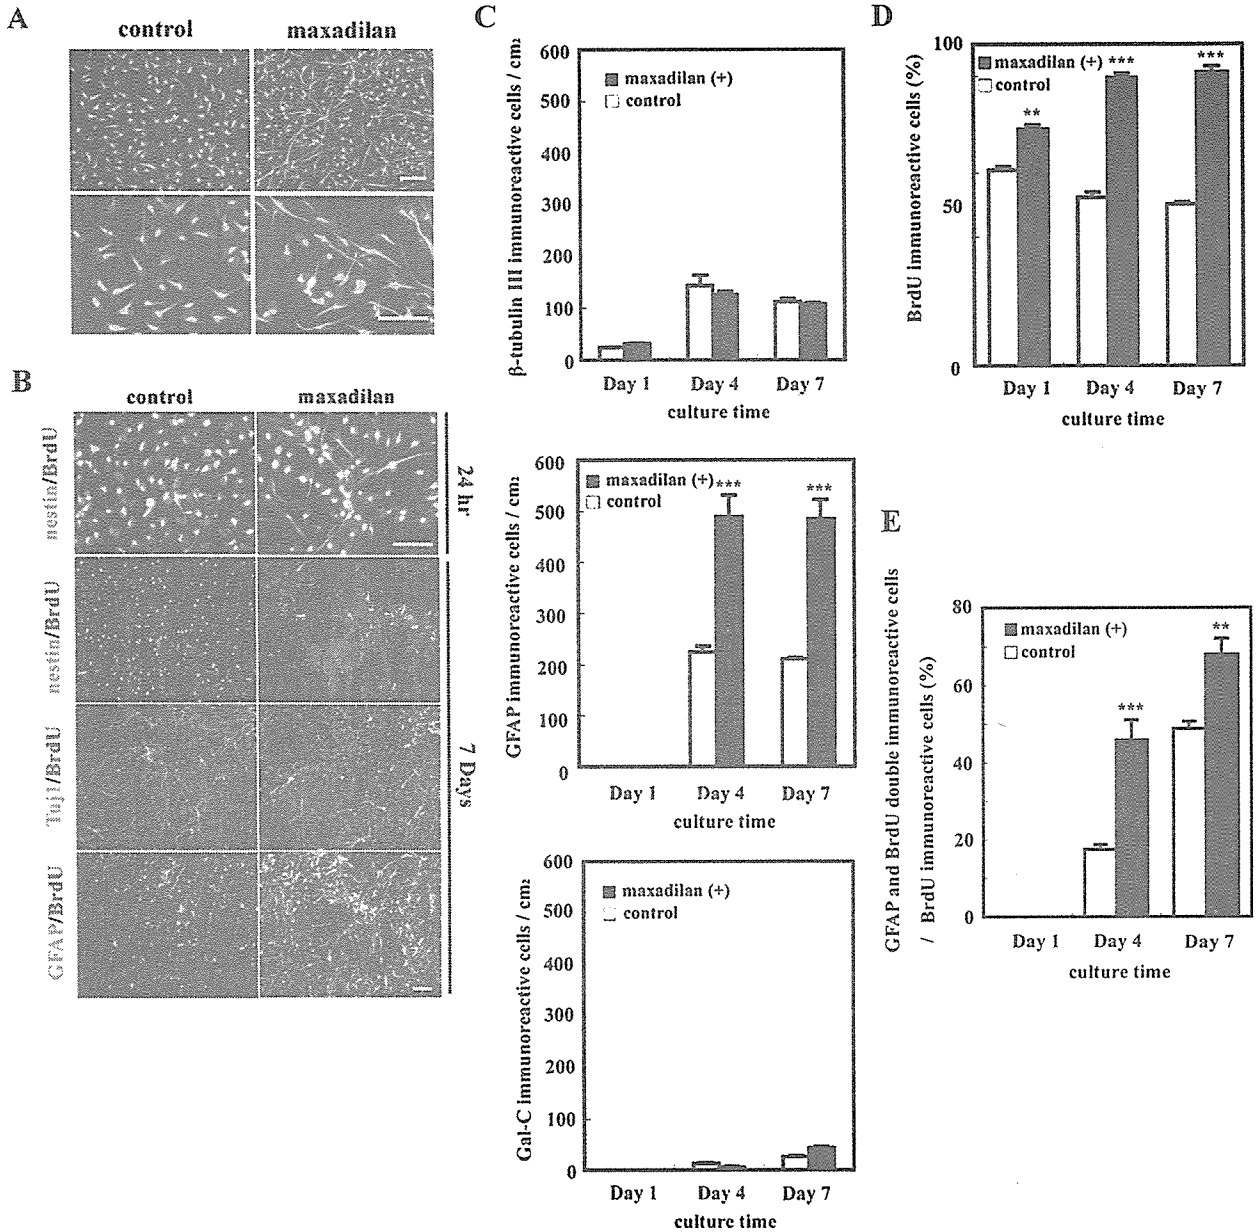 A
control
maxadilan
B
control
maxadilan
nestin/BrdU
nestin/BrdU
Tuj1/BrdU
GFAP/BrdU
24 hr
7 Days
C
β-tubulin III immunoreactive cells / cm2
600
500
400
300
200
100
0
maxadilan (+)
control
Day 1
Day 4
Day 7
culture time
GFAP immunoreactive cells / cm2
600
500
400
300
200
100
0
maxadilan (+)
control
***
***
Day 1
Day 4
Day 7
culture time
Gal-C immunoreactive cells / cm2
600
500
400
300
200
100
0
maxadilan (+)
control
Day 1
Day 4
Day 7
culture time
D
BrdU immunoreactive cells (%)
100
50
0
maxadilan (+)
control
**
***
***
Day 1
Day 4
Day 7
culture time
E
GFAP and BrdU double immunoreactive cells
/ BrdU immunoreactive cells (%)
80
60
40
20
0
maxadilan (+)
control
***
**
Day 1
Day 4
Day 7
culture time